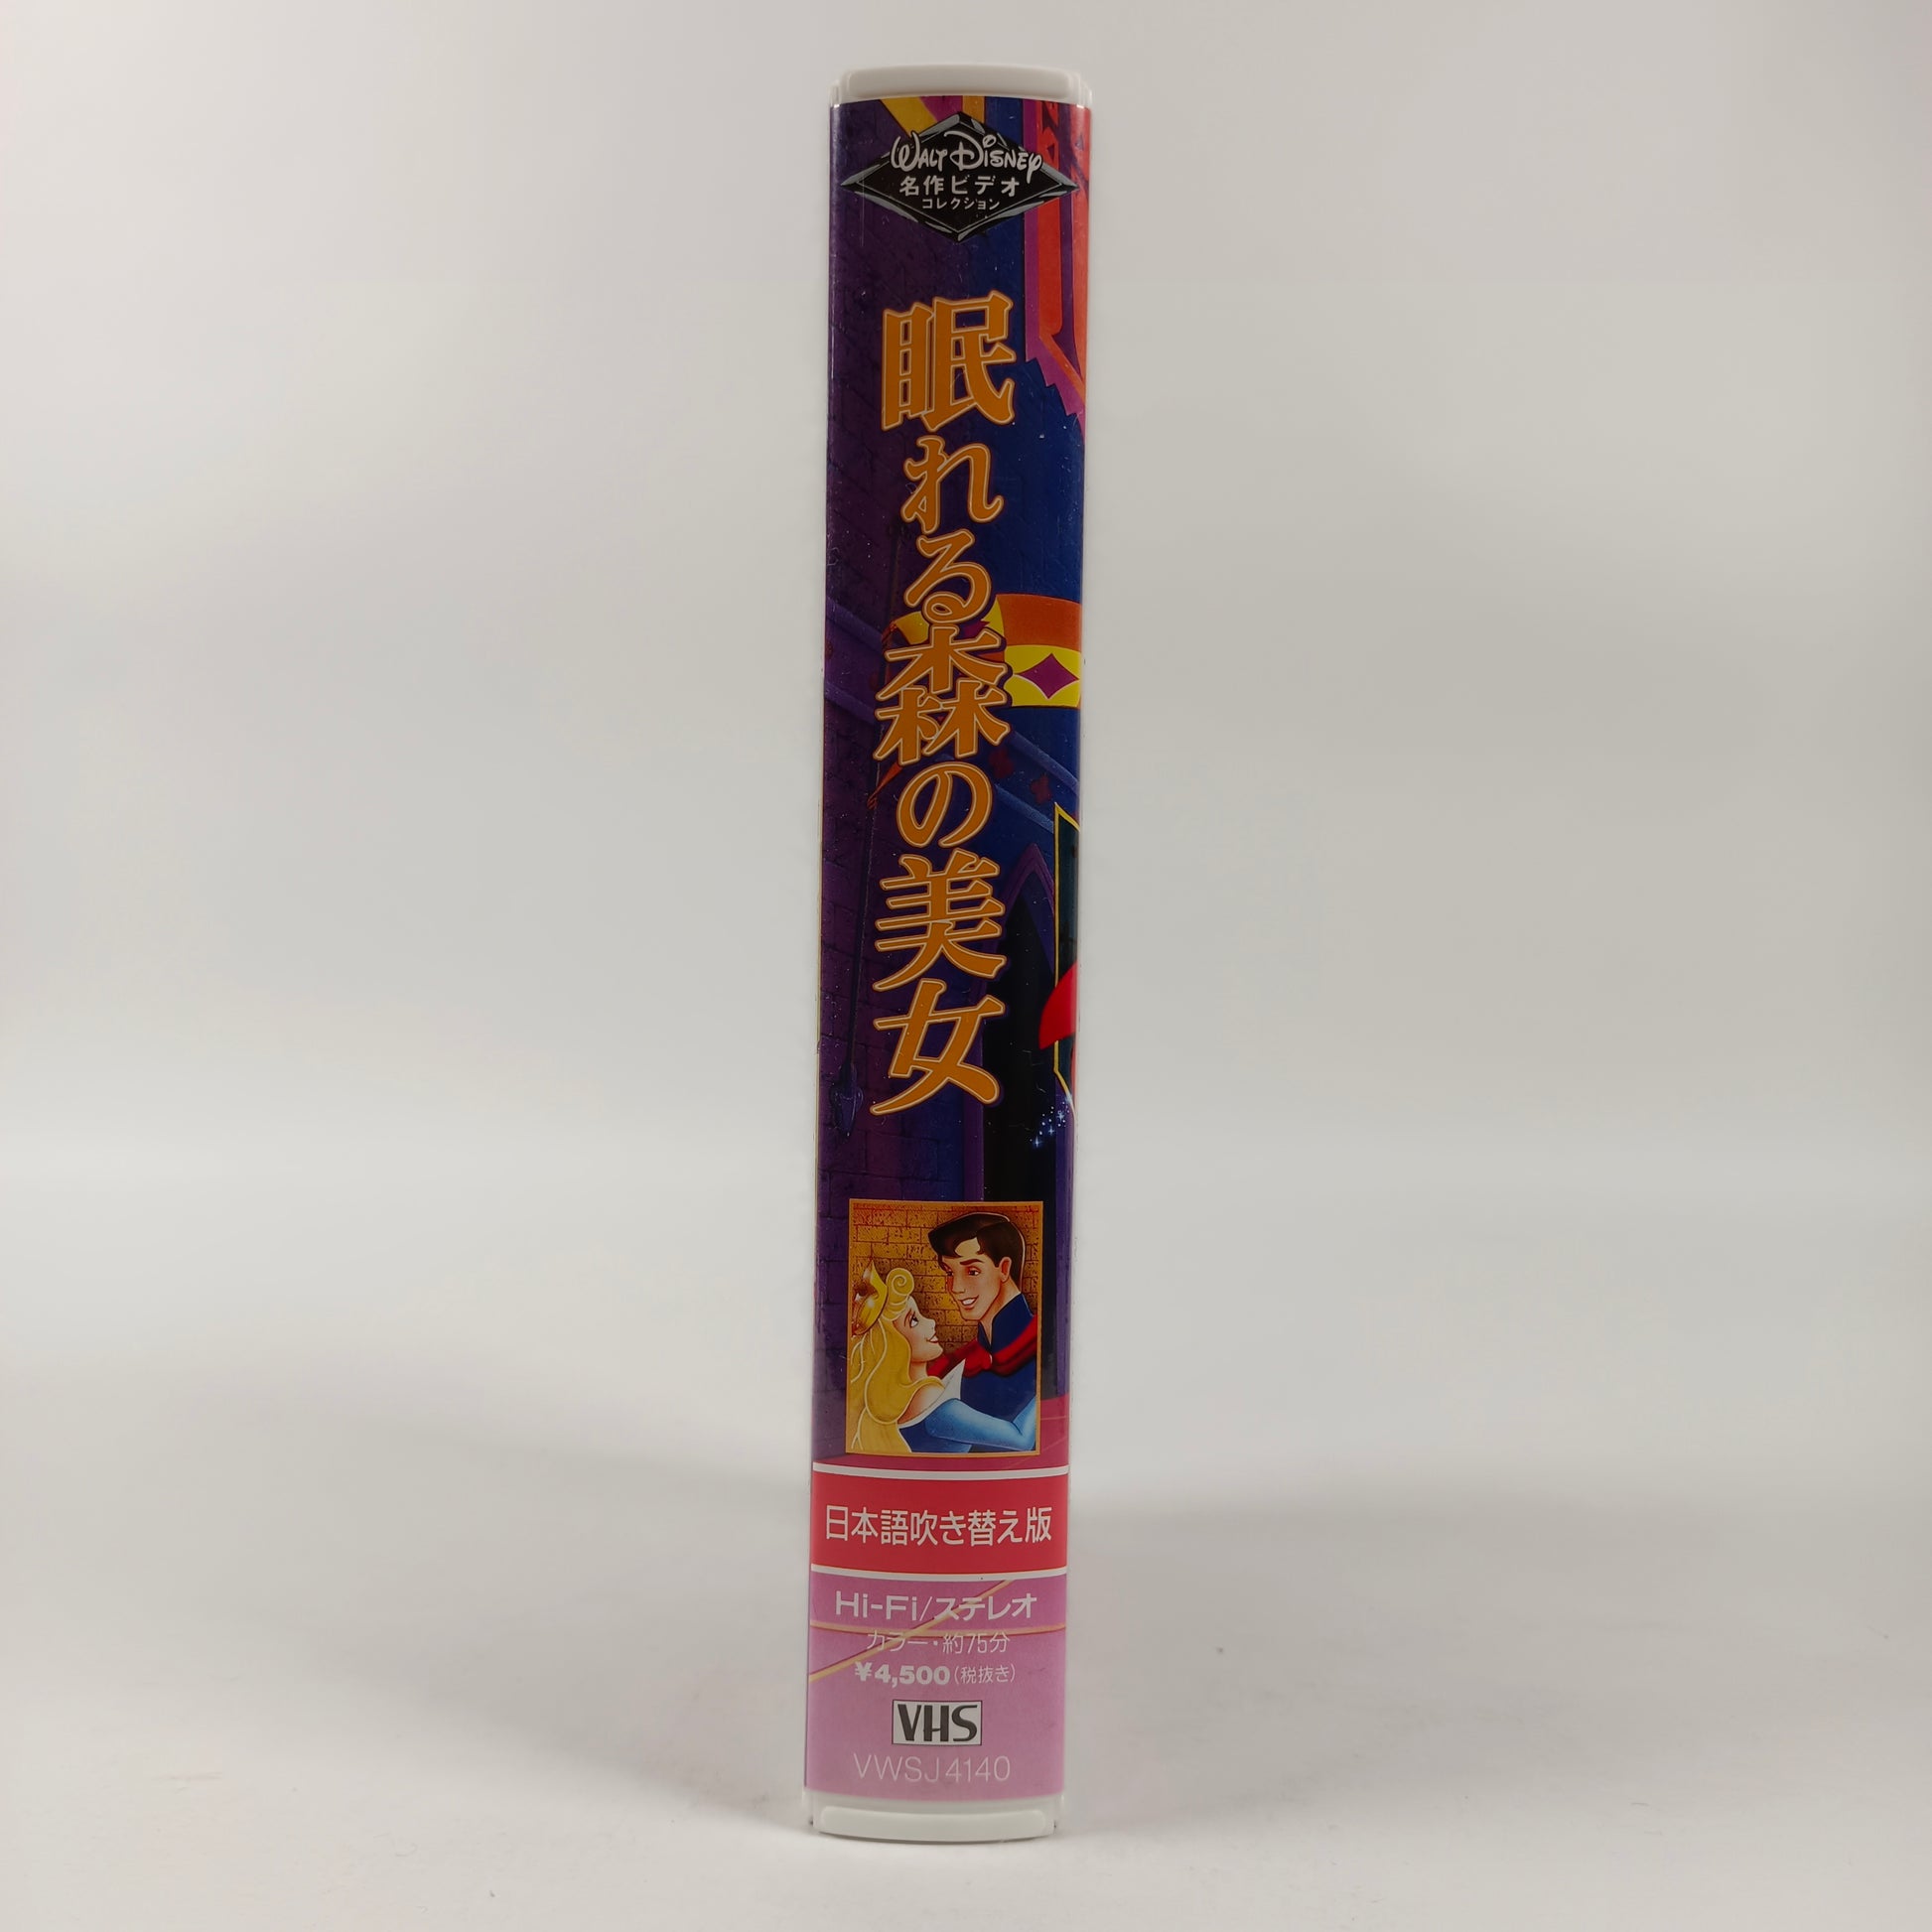 WALT DISNEY
名作ビデオ
コレクション
眠れる森の美女
日本語吹き替え版
Hi-Fi/ステレオ
カラー・約75分
¥4,500(税抜き)
VHS
VWSJ4140